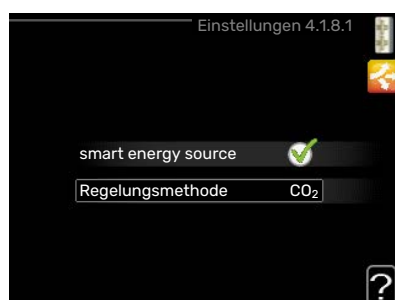 Einstellungen 4.1.8.1
smart energy source
Regelungsmethode CO₂
?